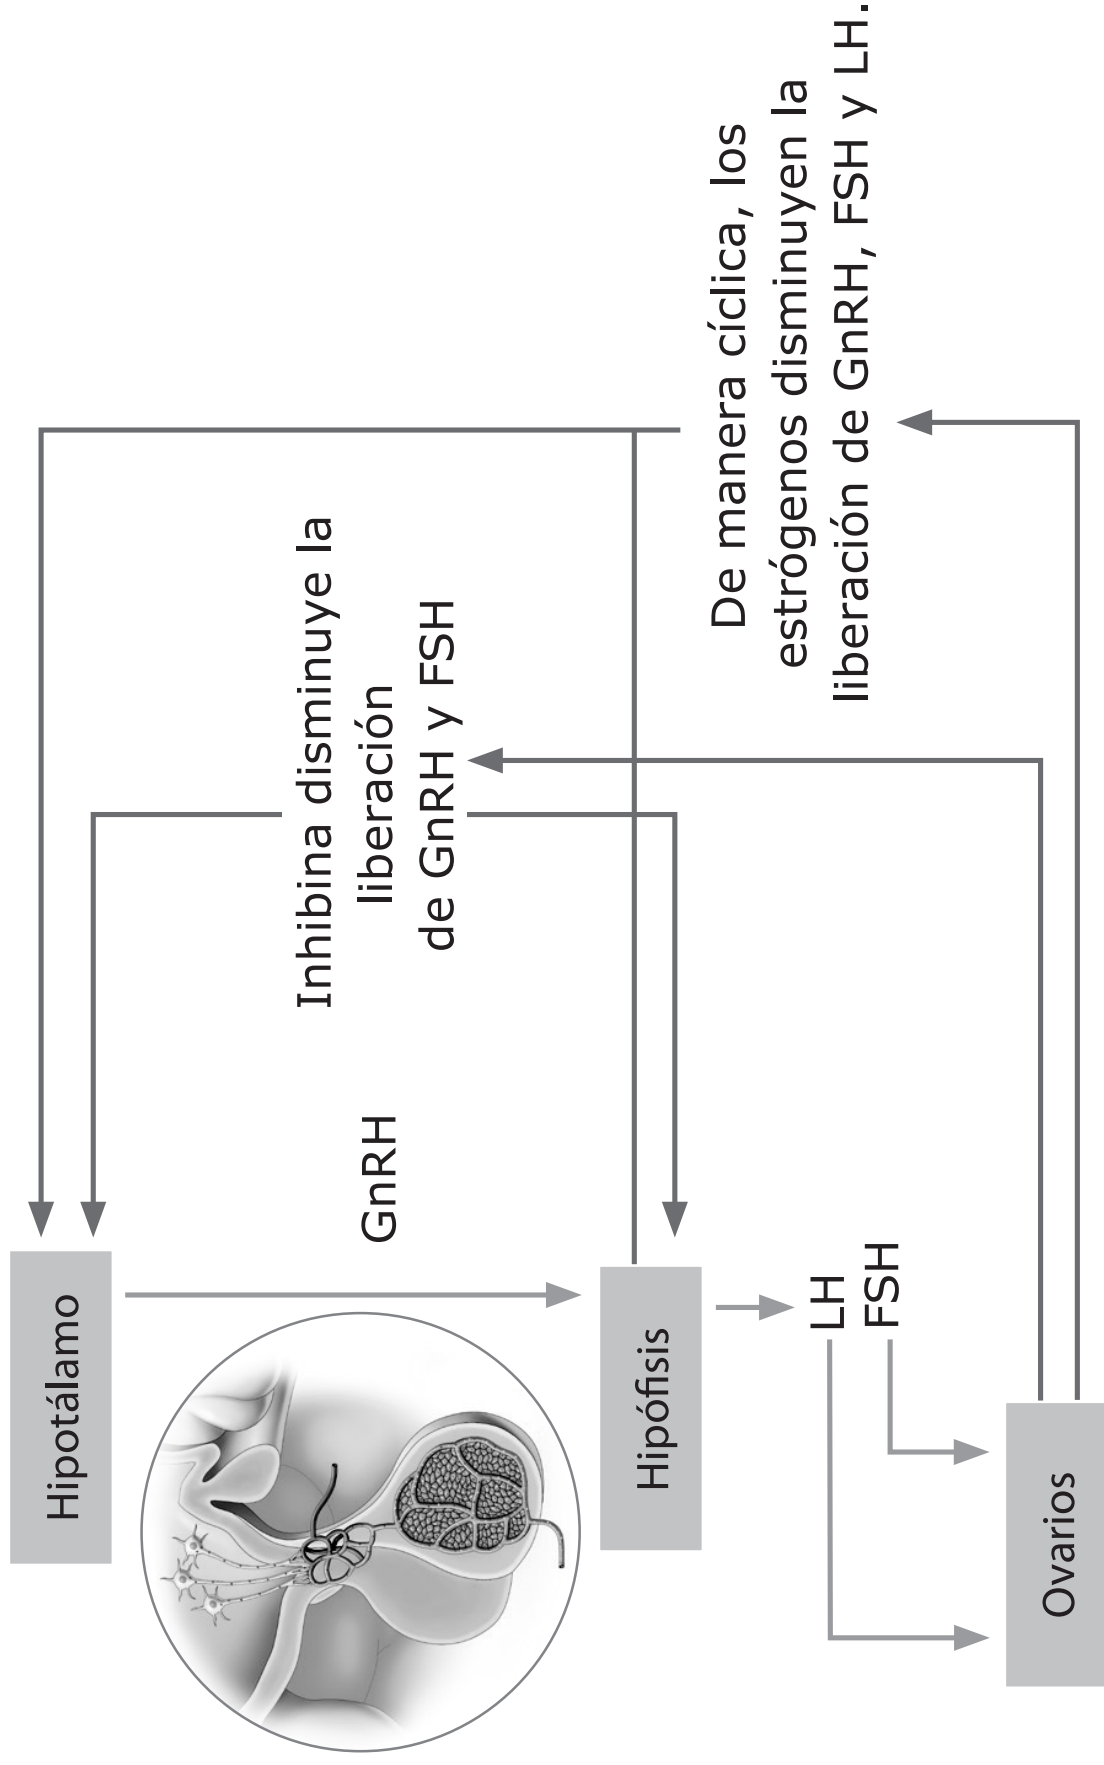 Hipotálamo
GnRH
Inhibina disminuye la
liberación
de GnRH y FSH
Hipófisis
LH
FSH
De manera cíclica, los
estrógenos disminuyen la
liberación de GnRH, FSH y LH.
Ovarios